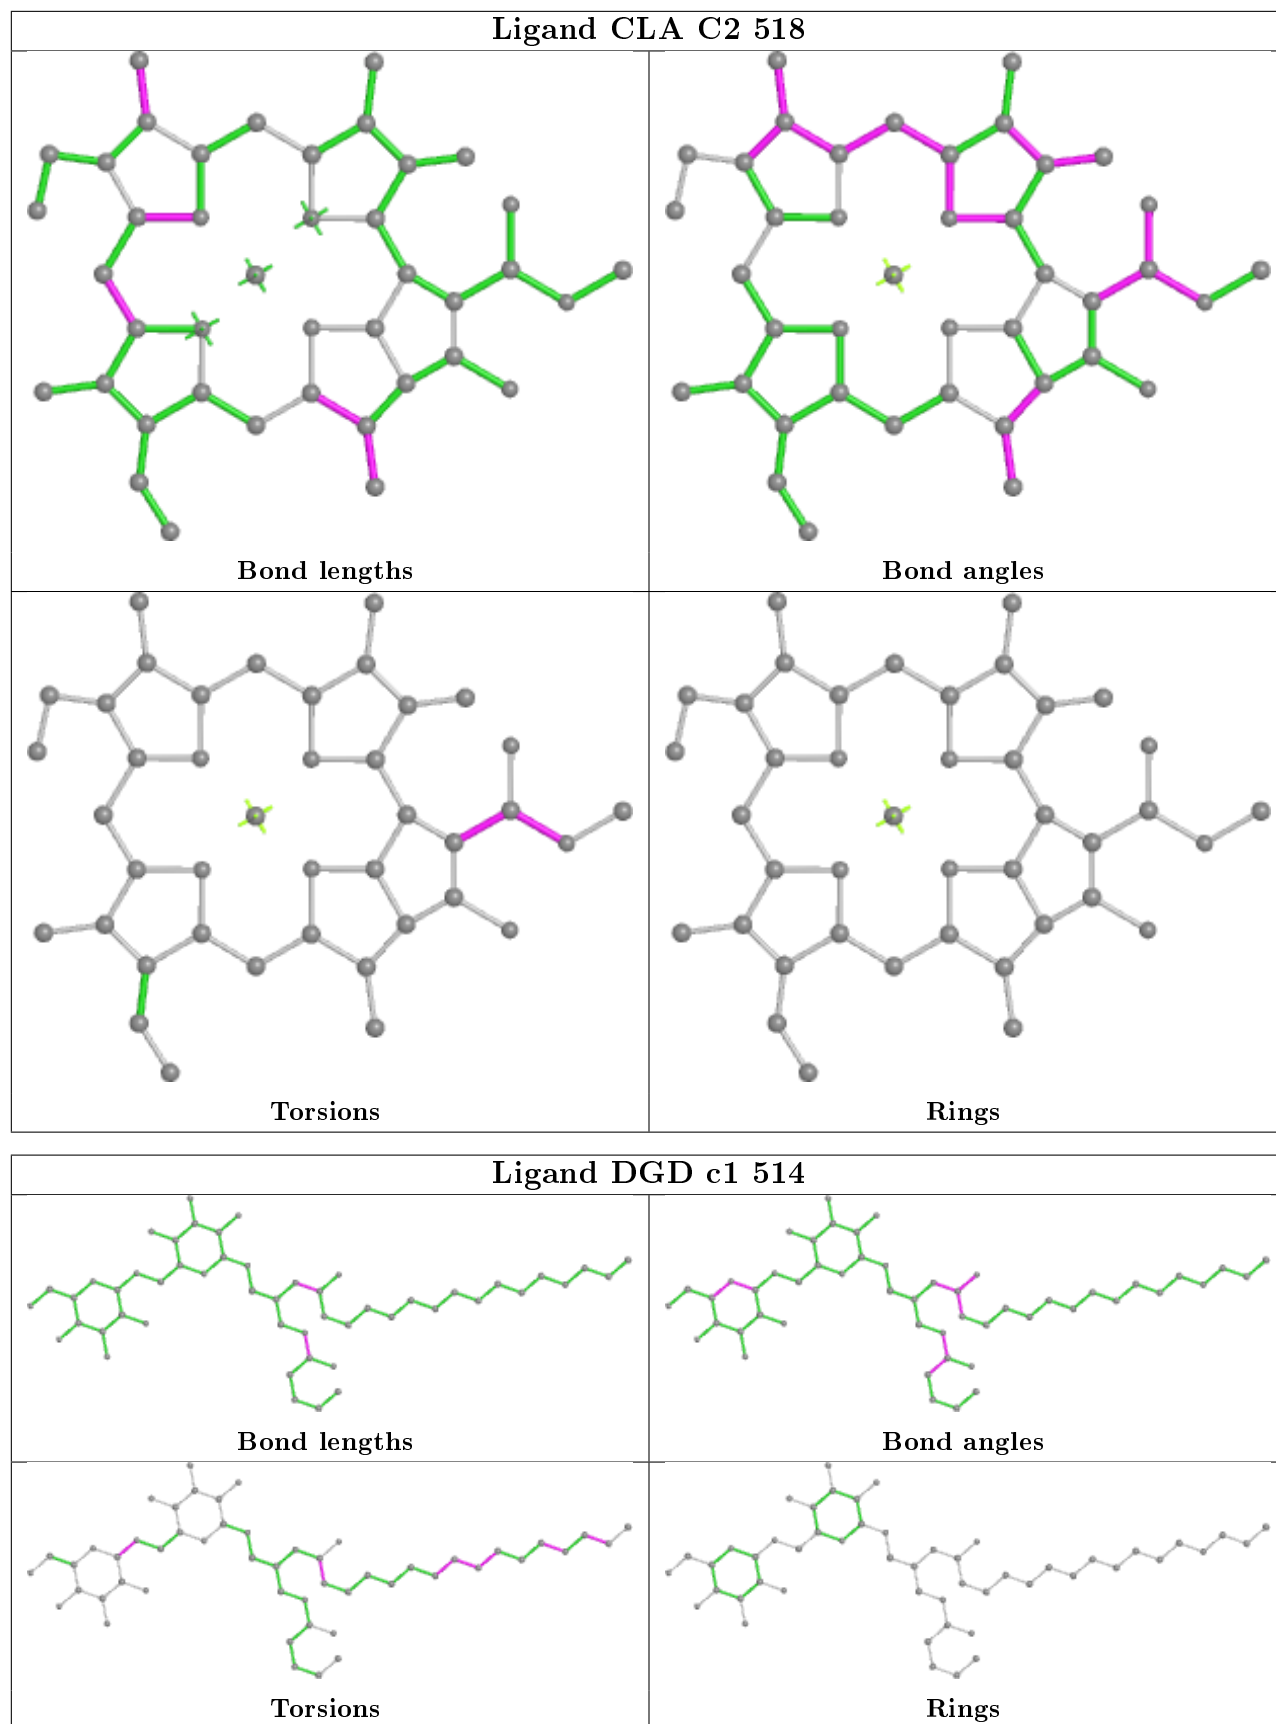 Ligand CLA C2 518
Bond lengths
Bond angles
Torsions
Rings
Ligand DGD c1 514
Bond lengths
Bond angles
Torsions
Rings